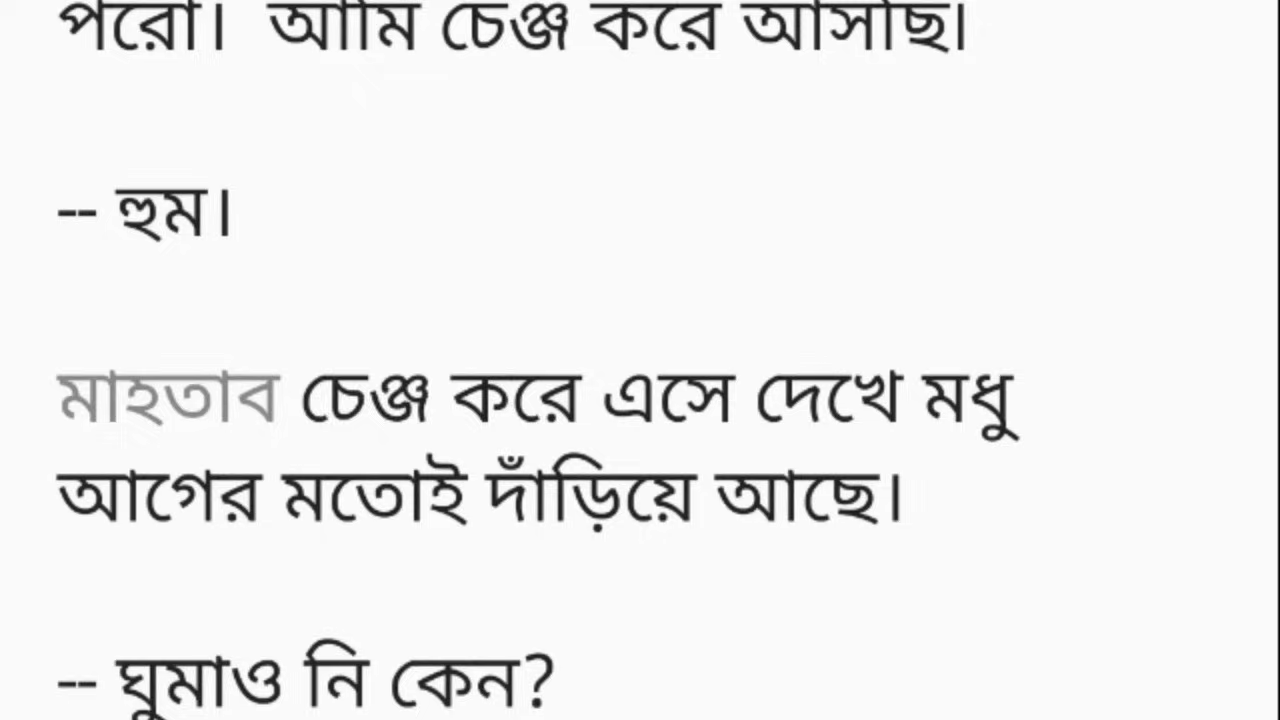 পরো। আমি চেঞ্জ করে আসছি।
-- হুম।
মাহতাব চেঞ্জ করে এসে দেখে মধু
আগের মতোই দাঁড়িয়ে আছে।
-- ঘুমাও নি কেন?